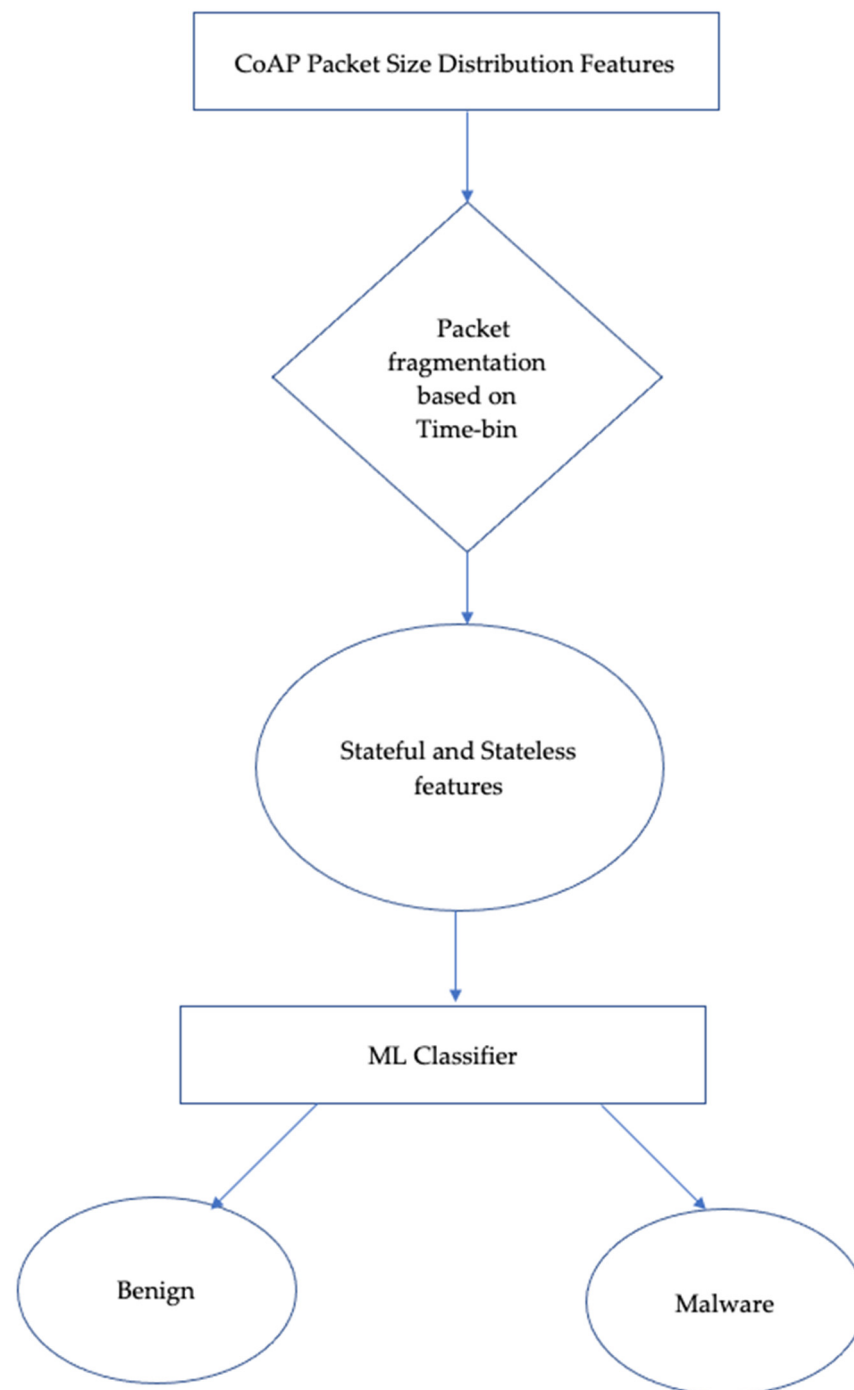 CoAP Packet Size Distribution Features
Packet
fragmentation
based on
Time-bin
Stateful and Stateless
features
ML Classifier
Benign
Malware